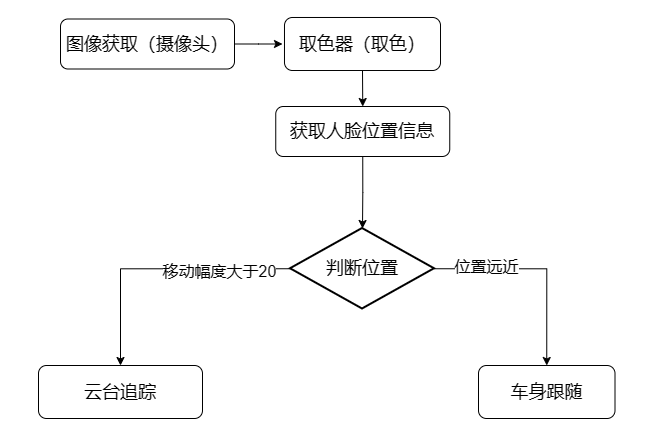 图像获取（摄像头）
取色器（取色）
获取人脸位置信息
判断位置
移动幅度大于20
位置远近
云台追踪
车身跟随